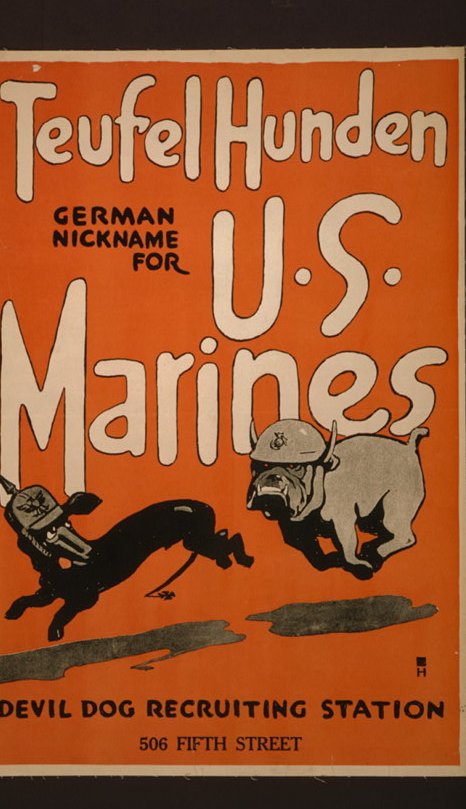 Teufel Hunden
GERMAN
NICKNAME
FOR
U.S.
Marines
H
DEVIL DOG RECRUITING STATION
506 FIFTH STREET